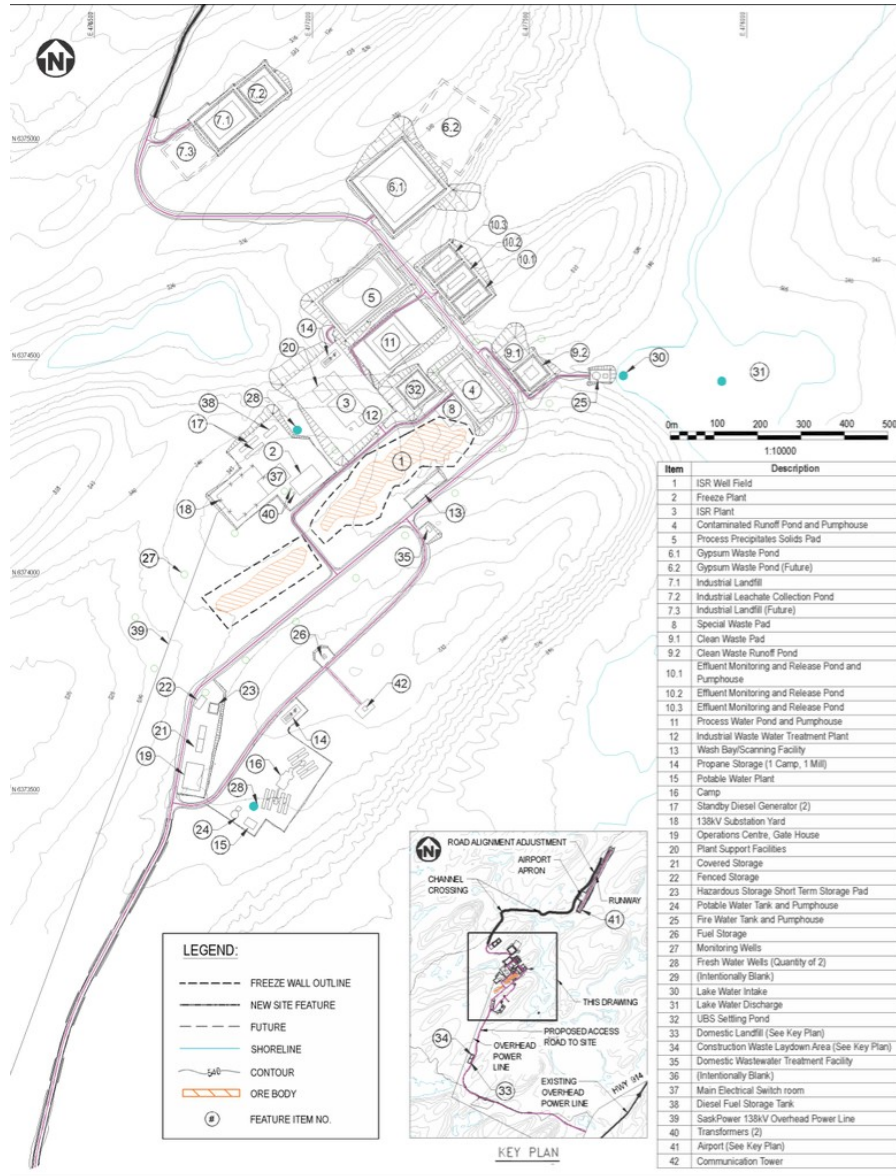 E 476500
E 477000
E 477500
E 478000
N
7.2
7.1
6.2
N 6375000
7.3
6.1
10.3
10.2
10.1
5
14
11
9.1
9.2
30
N 6374500
20
31
32
4
25
28
3
38
12
8
17
2
1
37
18
40
13
35
27
N 6374000
39
26
22
23
42
14
21
16
19
28
N 6373500
24
15
0m 100 200 300 400 500
1:10000
Item Description
1 ISR Well Field
2 Freeze Plant
3 ISR Plant
4 Contaminated Runoff Pond and Pumphouse
5 Process Precipitates Solids Pad
6.1 Gypsum Waste Pond
6.2 Gypsum Waste Pond (Future)
7.1 Industrial Landfill
7.2 Industrial Leachate Collection Pond
7.3 Industrial Landfill (Future)
8 Special Waste Pad
9.1 Clean Waste Pad
9.2 Clean Waste Runoff Pond
10.1 Effluent Monitoring and Release Pond and
Pumphouse
10.2 Effluent Monitoring and Release Pond
10.3 Effluent Monitoring and Release Pond
11 Process Water Pond and Pumphouse
12 Industrial Waste Water Treatment Plant
13 Wash Bay/Scanning Facility
14 Propane Storage (1 Camp, 1 Mill)
15 Potable Water Plant
16 Camp
17 Standby Diesel Generator (2)
18 138kV Substation Yard
19 Operations Centre, Gate House
20 Plant Support Facilities
21 Covered Storage
22 Fenced Storage
23 Hazardous Storage Short Term Storage Pad
24 Potable Water Tank and Pumphouse
25 Fire Water Tank and Pumphouse
26 Fuel Storage
27 Monitoring Wells
28 Fresh Water Wells (Quantity of 2)
29 (Intentionally Blank)
30 Lake Water Intake
31 Lake Water Discharge
32 UBS Settling Pond
33 Domestic Landfill (See Key Plan)
34 Construction Waste Laydown Area (See Key Plan)
35 Domestic Wastewater Treatment Facility
36 (Intentionally Blank)
37 Main Electrical Switch room
38 Diesel Fuel Storage Tank
39 SaskPower 138kV Overhead Power Line
40 Transformers (2)
41 Airport (See Key Plan)
42 Communication Tower
LEGEND:
FREEZE WALL OUTLINE
NEW SITE FEATURE
FUTURE
SHORELINE
540 CONTOUR
ORE BODY
# FEATURE ITEM NO.
N
ROAD ALIGNMENT ADJUSTMENT
AIRPORT
APRON
CHANNEL
CROSSING
RUNWAY
41
THIS DRAWING
PROPOSED ACCESS
ROAD TO SITE
34
OVERHEAD
POWER
LINE
33
EXISTING
OVERHEAD
POWER LINE
HWY 914
KEY PLAN